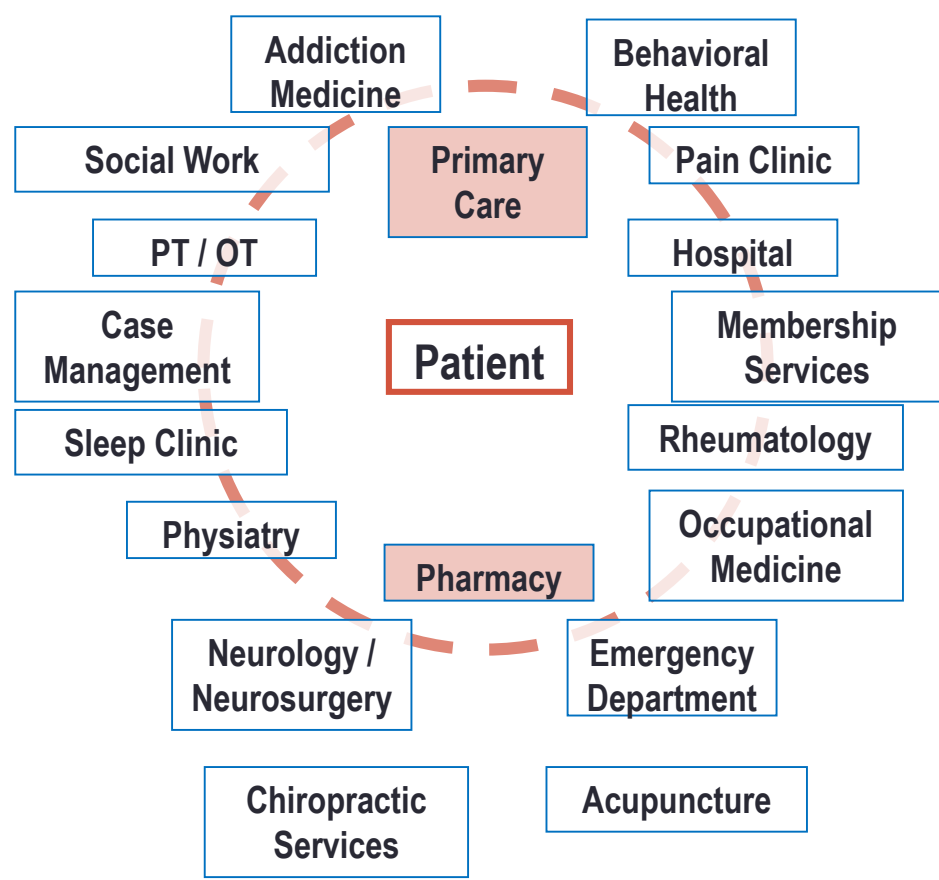 Addiction
Medicine
Behavioral
Health
Social Work
Primary
Care
Pain Clinic
PT / OT
Hospital
Case
Management
Patient
Membership
Services
Sleep Clinic
Rheumatology
Physiatry
Occupational
Medicine
Pharmacy
Neurology /
Neurosurgery
Emergency
Department
Chiropractic
Services
Acupuncture